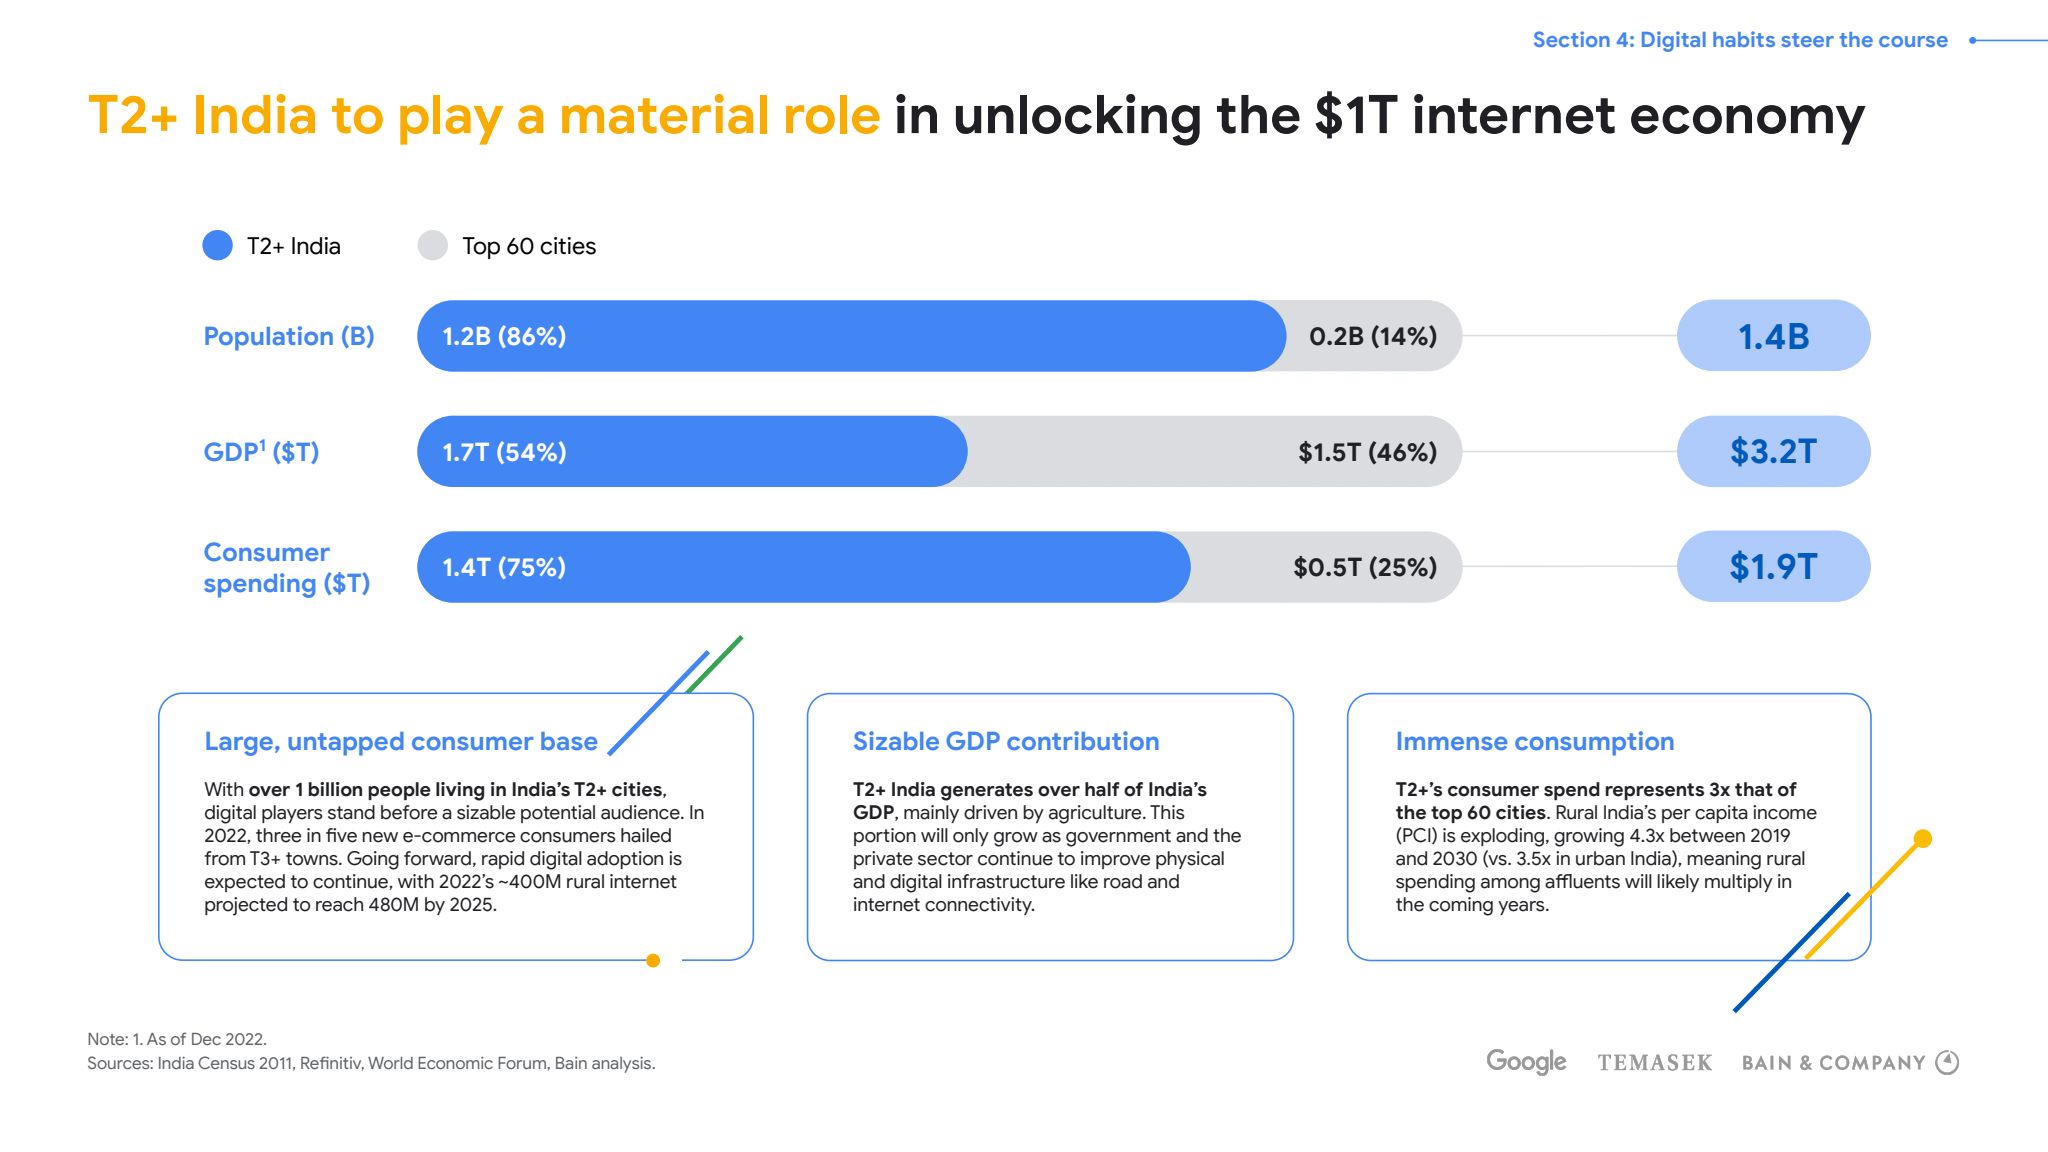 Section 4: Digital habits steer the course
T2+ India to play a material role in unlocking the $1T internet economy
T2+ India
Top 60 cities
Population (B)
1.2B (86%)
0.2B (14%)
1.4B
GDP¹ ($T)
1.7T (54%)
$1.5T (46%)
$3.2T
Consumer
spending ($T)
1.4T (75%)
$0.5T (25%)
$1.9T
Large, untapped consumer base
With over 1 billion people living in India's T2+ cities,
digital players stand before a sizable potential audience. In
2022, three in five new e-commerce consumers hailed
from T3+ towns. Going forward, rapid digital adoption is
expected to continue, with 2022's ~400M rural internet
projected to reach 480M by 2025.
Sizable GDP contribution
T2+ India generates over half of India's
GDP, mainly driven by agriculture. This
portion will only grow as government and the
private sector continue to improve physical
and digital infrastructure like road and
internet connectivity.
Immense consumption
T2+'s consumer spend represents 3x that of
the top 60 cities. Rural India's per capita income
(PCI) is exploding, growing 4.3x between 2019
and 2030 (vs. 3.5x in urban India), meaning rural
spending among affluents will likely multiply in
the coming years.
Note: 1. As of Dec 2022.
Sources: India Census 2011, Refinitiv, World Economic Forum, Bain analysis.
Google
TEMASEK
BAIN & COMPANY